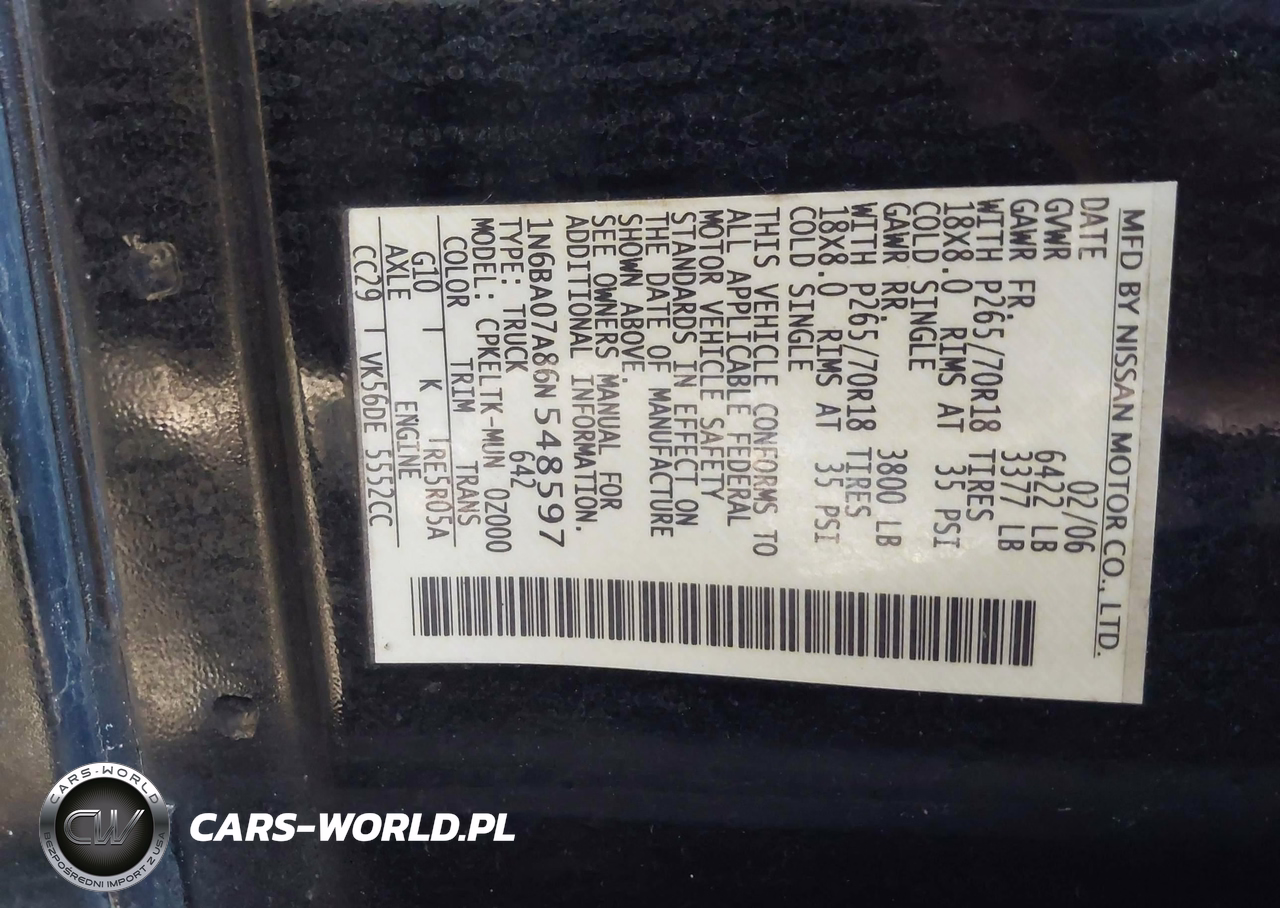 MFD BY NISSAN MOTOR CO., LTD.
DATE 02/06
GVWR 6422 LB
GAWR FR. 3377 LB
WITH P265/70R18 TIRES
18X8.0 RIMS AT 35 PSI
COLD SINGLE
GAWR RR. 3800 LB
WITH P265/70R18 TIRES
18X8.0 RIMS AT 35 PSI
COLD SINGLE
THIS VEHICLE CONFORMS TO
ALL APPLICABLE FEDERAL
MOTOR VEHICLE SAFETY
STANDARDS IN EFFECT ON
THE DATE OF MANUFACTURE
SHOWN ABOVE.
SEE OWNERS MANUAL FOR
ADDITIONAL INFORMATION.
1N6BA07A86N548597
TYPE: TRUCK 642
MODEL: CPKELTK-MUN 0Z000
COLOR TRIM TRANS
G10 T K TRE5R05A
AXLE ENGINE
CC29 T VK56DE 5552CC
CARS-WORLD
CW
BEZPOŚREDNI IMPORT Z USA
CARS-WORLD.PL